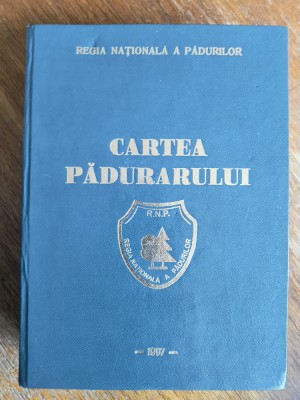 REGIA NAȚIONALĂ A PĂDURILOR
CARTEA
PĂDURARULUI
R.N.P.
REGIA NAȚIONALĂ A PĂDURILOR
1997